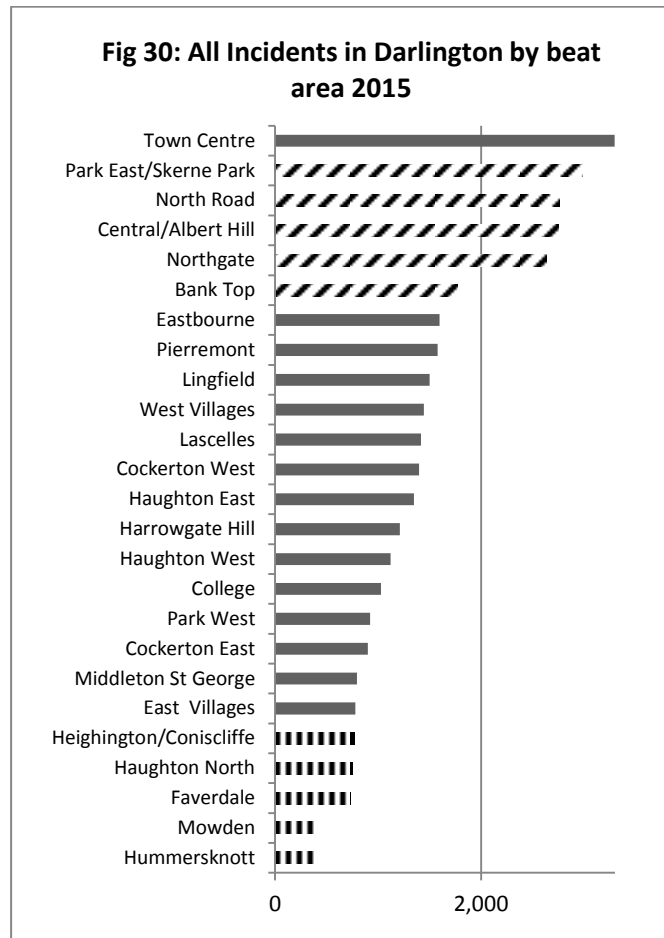 Fig 30: All Incidents in Darlington by beat
area 2015
Town Centre
Park East/Skerne Park
North Road
Central/Albert Hill
Northgate
Bank Top
Eastbourne
Pierremont
Lingfield
West Villages
Lascelles
Cockerton West
Haughton East
Harrowgate Hill
Haughton West
College
Park West
Cockerton East
Middleton St George
East Villages
Heighington/Coniscliffe
Haughton North
Faverdale
Mowden
Hummersknott
0 2,000